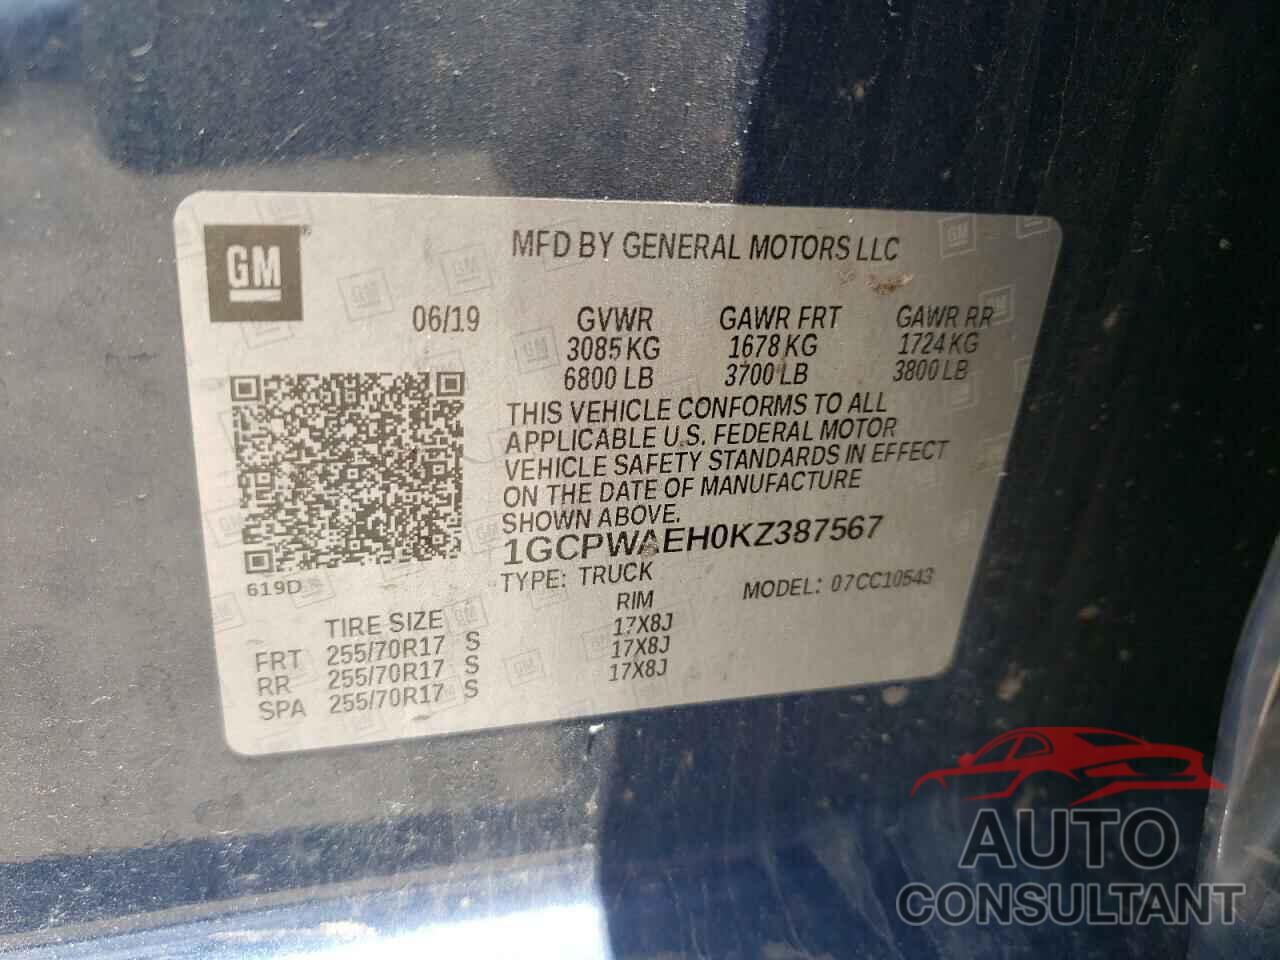 GM®
MFD BY GENERAL MOTORS LLC
06/19 GVWR GAWR FRT GAWR RR
3085 KG 1678 KG 1724 KG
6800 LB 3700 LB 3800 LB
THIS VEHICLE CONFORMS TO ALL
APPLICABLE U.S. FEDERAL MOTOR
VEHICLE SAFETY STANDARDS IN EFFECT
ON THE DATE OF MANUFACTURE
SHOWN ABOVE.
1GCPWAEH0KZ387567
619D
TYPE: TRUCK MODEL: 07CC10543
TIRE SIZE RIM
FRT 255/70R17 S 17X8J
RR 255/70R17 S 17X8J
SPA 255/70R17 S 17X8J
AUTO
CONSULTANT